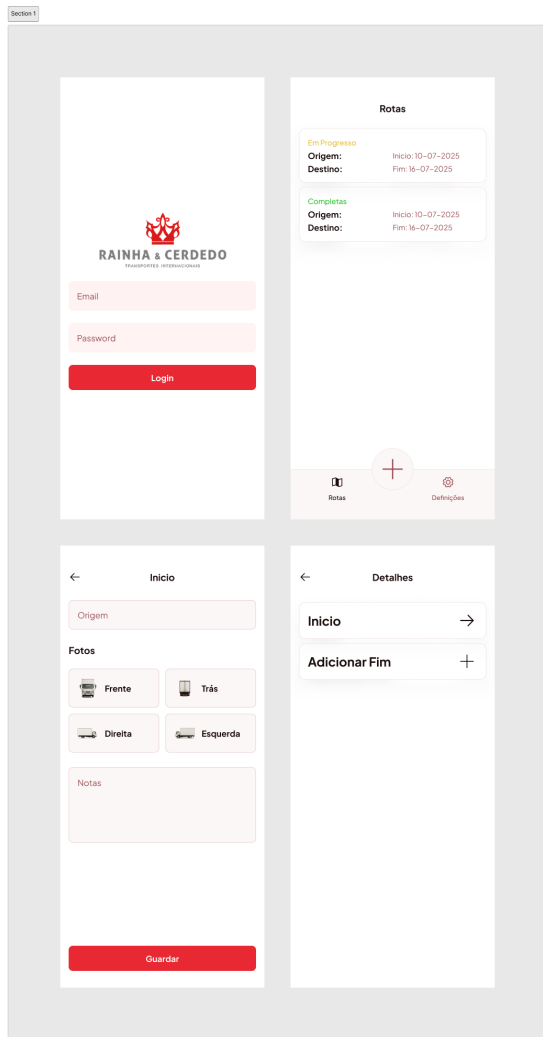 Section 1
RAINHA & CERDEDO
TRANSPORTES INTERNACIONAIS
Email
Password
Login
Rotas
Em Progresso
Origem: Inicio: 10-07-2025
Destino: Fim: 16-07-2025
Completas
Origem: Inicio: 10-07-2025
Destino: Fim: 16-07-2025
Rotas
Definições
Inicio
Origem
Fotos
Frente
Trás
Direita
Esquerda
Notas
Guardar
Detalhes
Inicio
Adicionar Fim